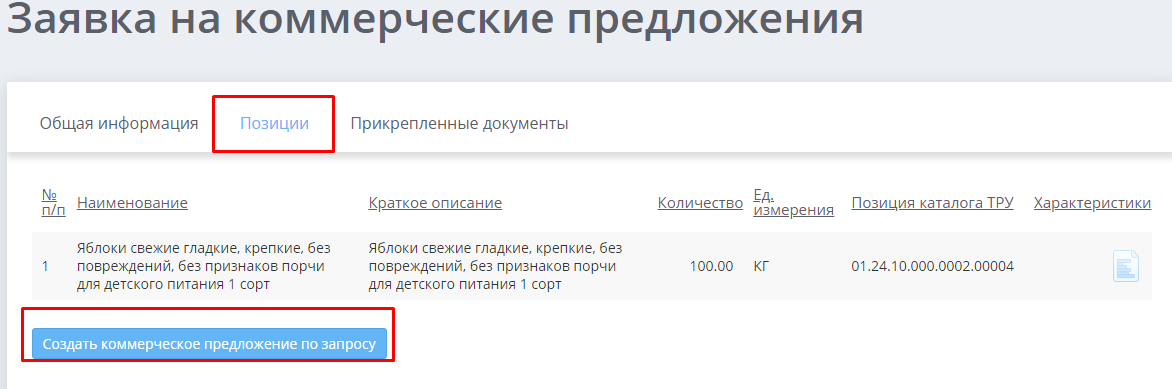 Заявка на коммерческие предложения
Общая информация Позиции Прикрепленные документы
№ п/п Наименование Краткое описание Количество Ед. измерения Позиция каталога ТРУ Характеристики
1 Яблоки свежие гладкие, крепкие, без повреждений, без признаков порчи для детского питания 1 сорт Яблоки свежие гладкие, крепкие, без повреждений, без признаков порчи для детского питания 1 сорт 100.00 КГ 01.24.10.000.0002.00004
Создать коммерческое предложение по запросу